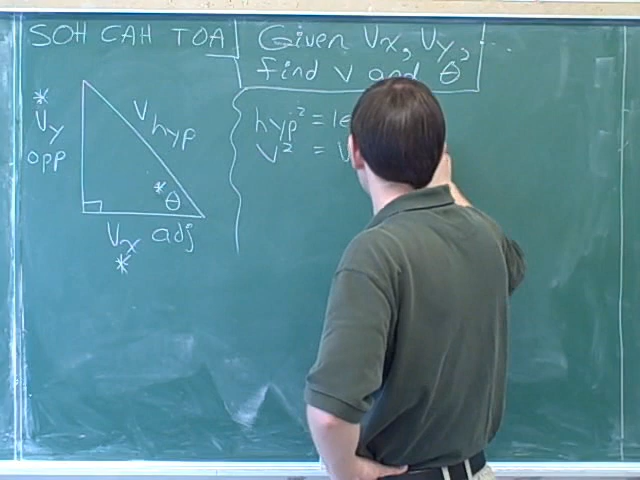 SOH CAH TOA
Given Vx, Vy, ...
find v and θ
* Vy
opp
V hyp
* θ
Vx adj
*
hyp² = le
v² = v